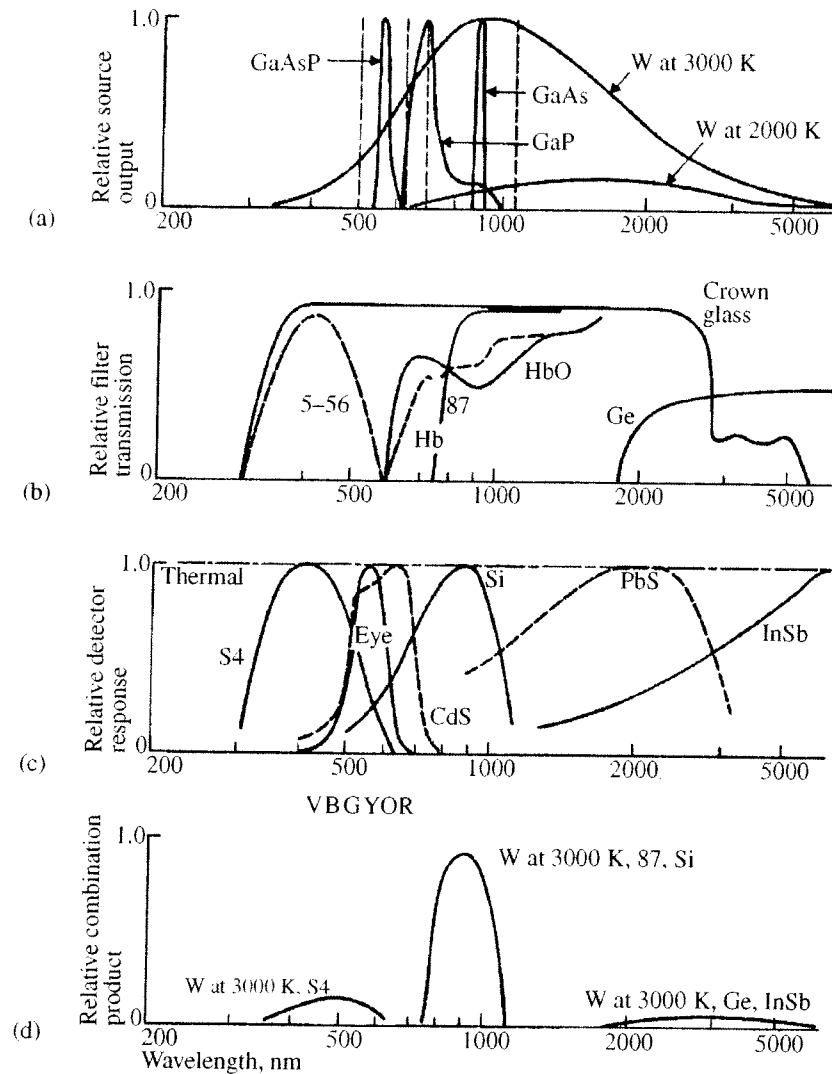 1.0
GaAsP
W at 3000 K
GaAs
W at 2000 K
GaP
Relative source
output
0
200 500 1000 2000 5000
(a)
1.0
Crown
glass
HbO
5–56
87
Ge
Hb
Relative filter
transmission
0
200 500 1000 2000 5000
(b)
1.0
Thermal
Si
PbS
Eye
InSb
S4
CdS
Relative detector
response
0
200 500 1000 2000 5000
(c)
VBGYOR
1.0
W at 3000 K, 87, Si
W at 3000 K, S4
W at 3000 K, Ge, InSb
Relative combination
product
0
(d)
200 500 1000 2000 5000
Wavelength, nm